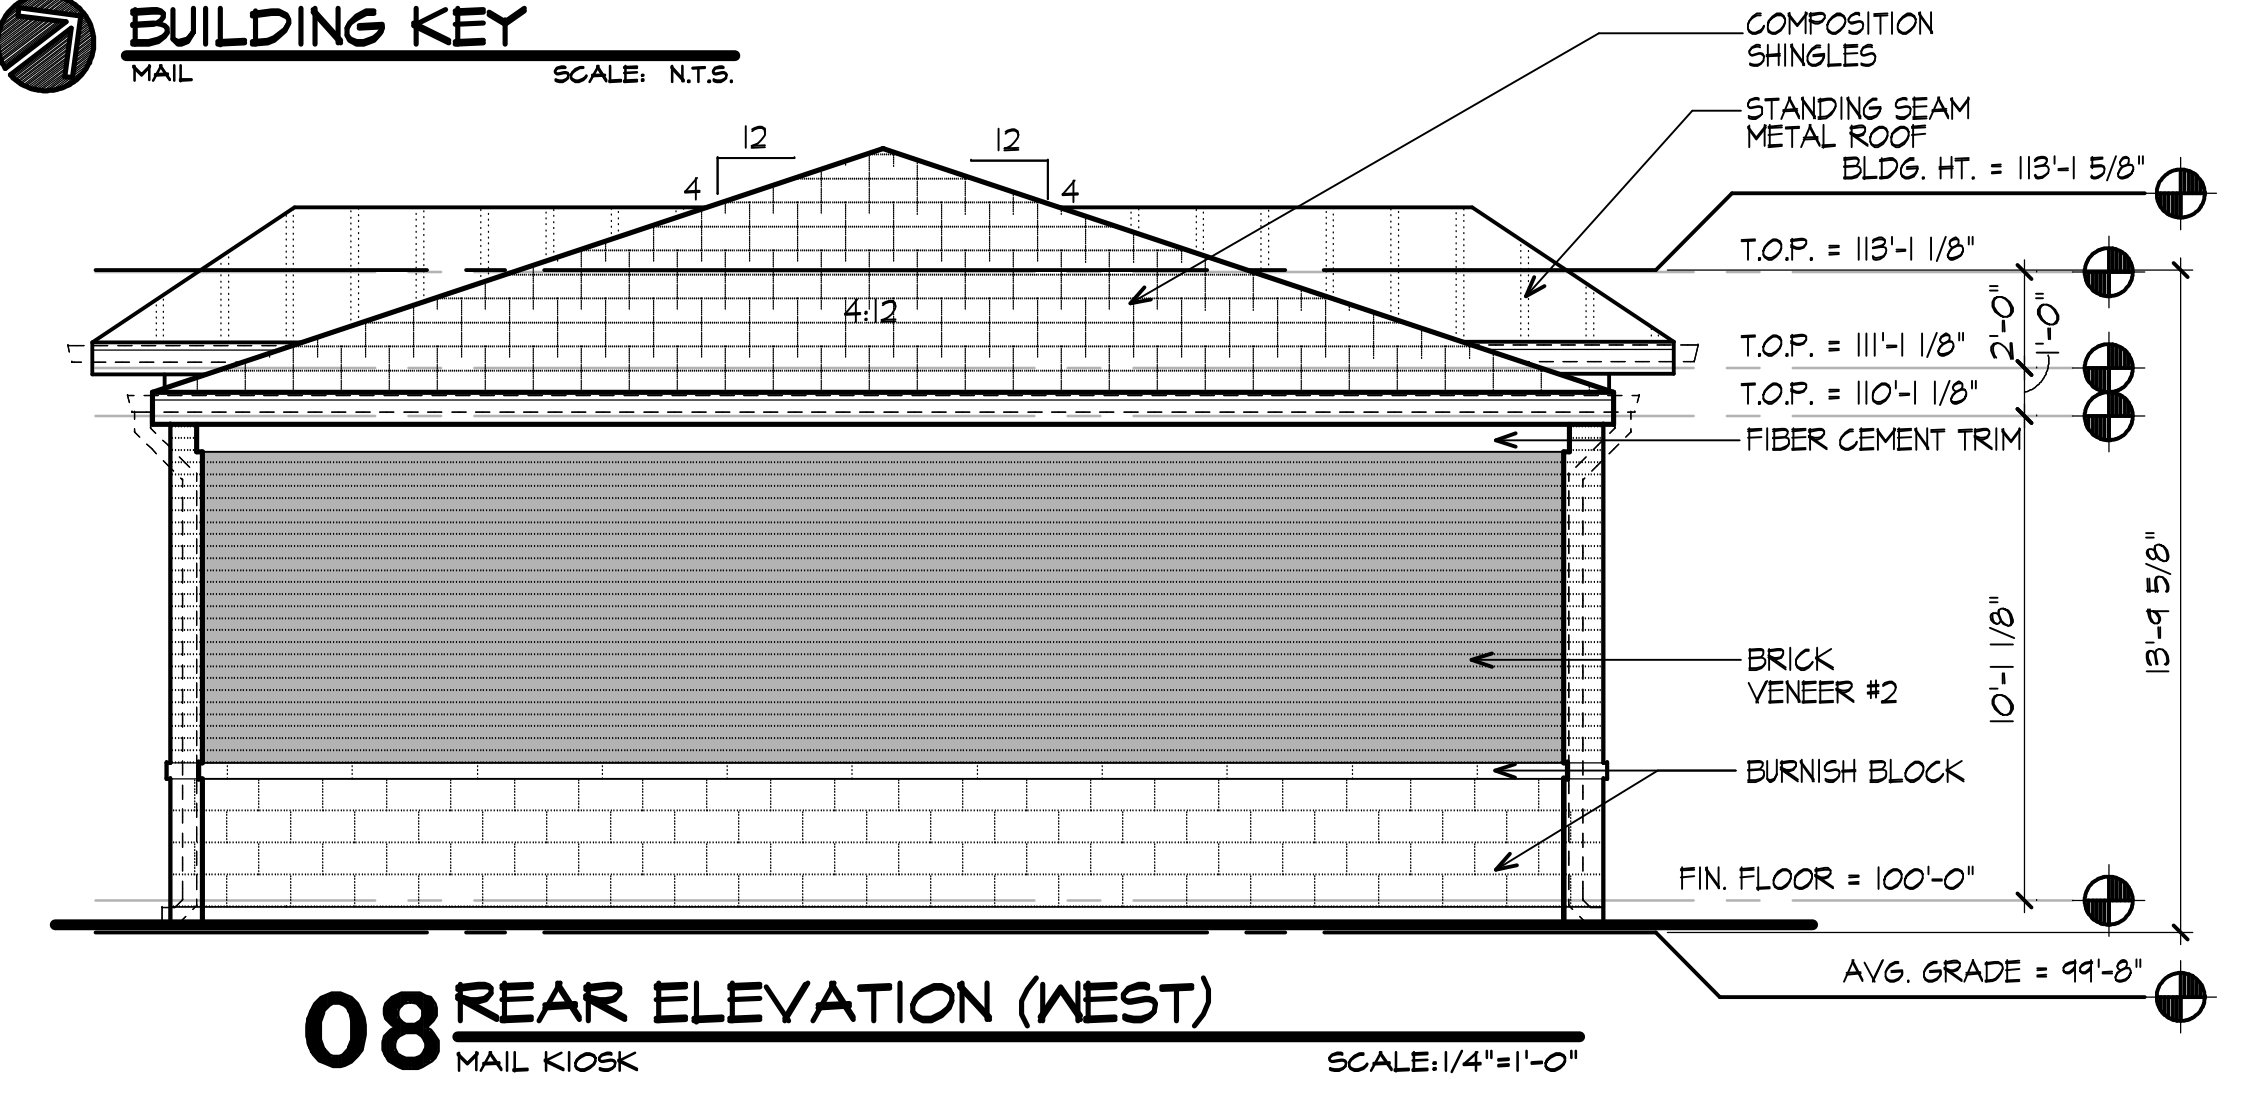 BUILDING KEY
MAIL SCALE: N.T.S.
COMPOSITION
SHINGLES
STANDING SEAM
METAL ROOF
BLDG. HT. = 113'-1 5/8"
12
12
4
4
T.O.P. = 113'-1 1/8"
4:12
2'-0"
1'-0"
T.O.P. = 111'-1 1/8"
T.O.P. = 110'-1 1/8"
FIBER CEMENT TRIM
13'-9 5/8"
10'-1 1/8"
BRICK
VENEER #2
BURNISH BLOCK
FIN. FLOOR = 100'-0"
AVG. GRADE = 99'-8"
08 REAR ELEVATION (WEST)
MAIL KIOSK SCALE:1/4"=1'-0"